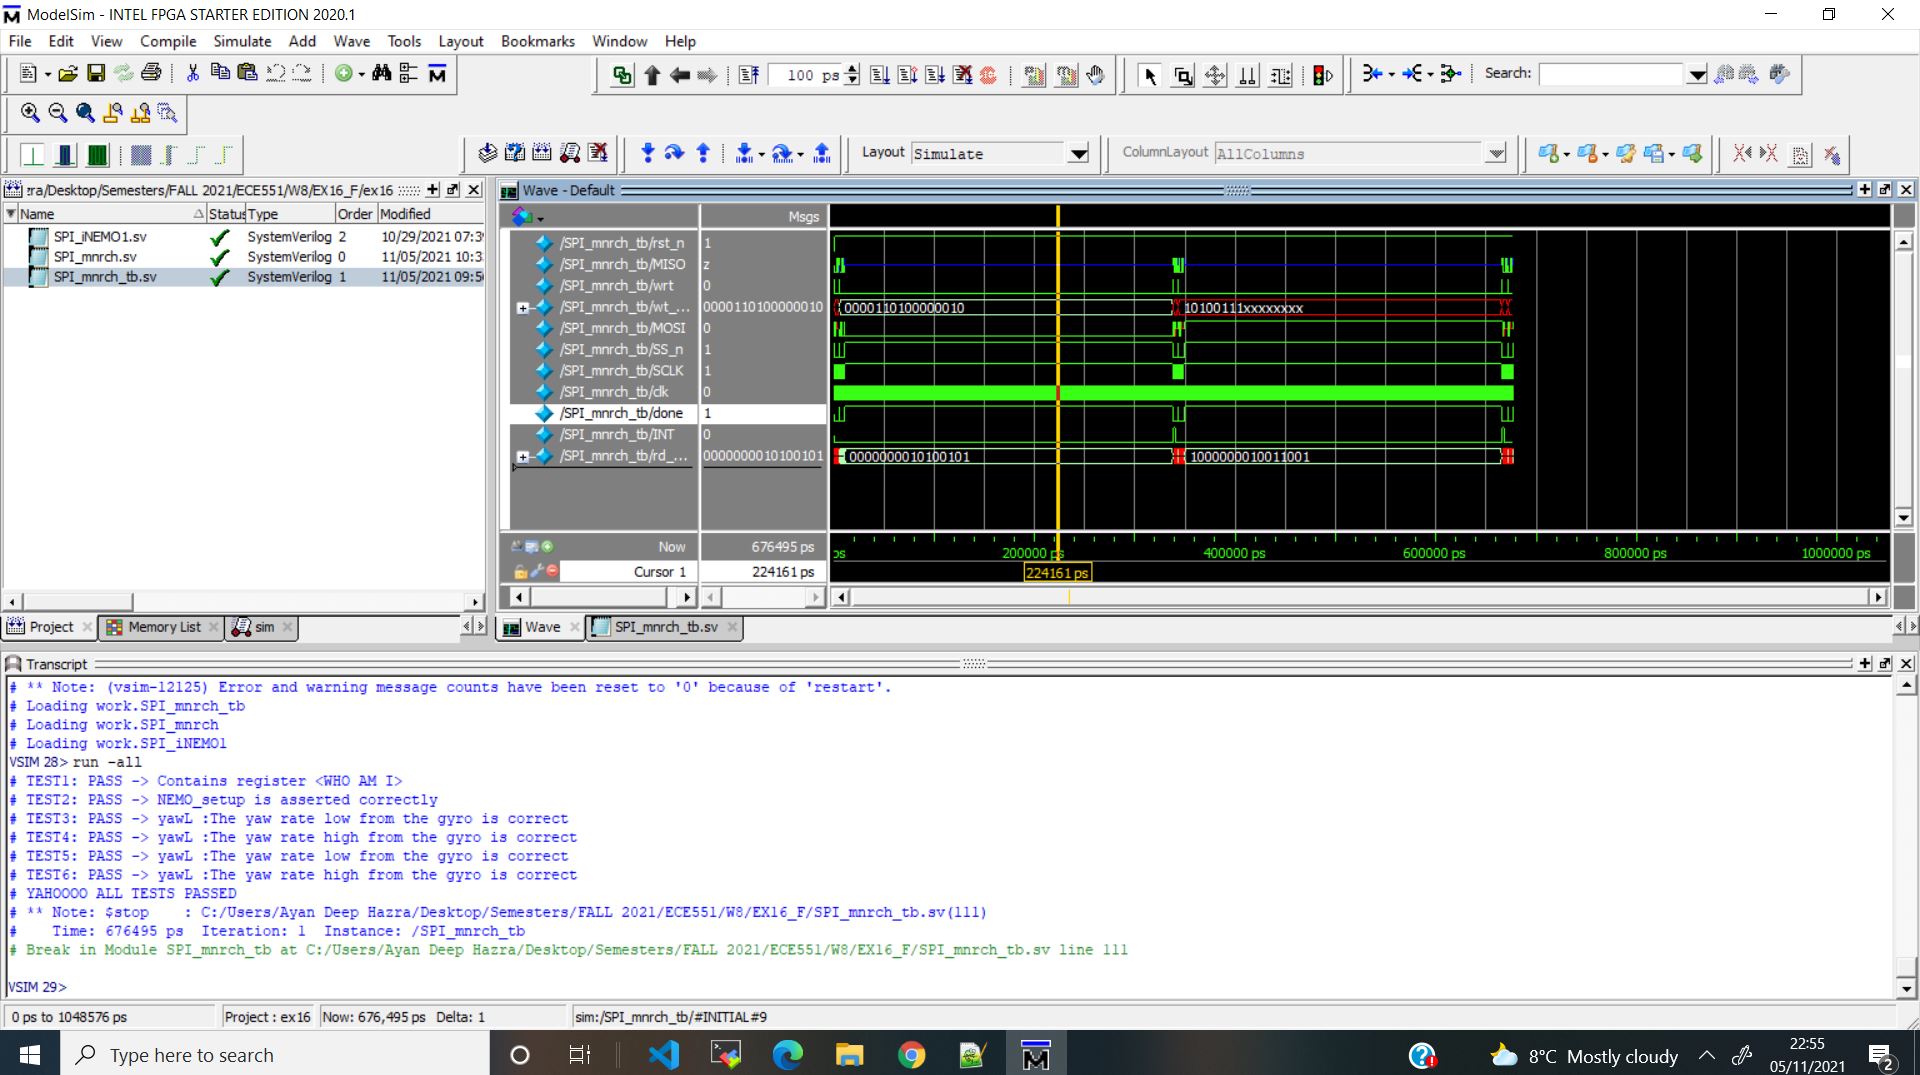 ModelSim - INTEL FPGA STARTER EDITION 2020.1
File Edit View Compile Simulate Add Wave Tools Layout Bookmarks Window Help
100 ps
Search:
Layout Simulate
ColumnLayout AllColumns
:ra/Desktop/Semesters/FALL 2021/ECE551/W8/EX16_F/ex16
Name Status Type Order Modified
SPI_iNEMO1.sv SystemVerilog 2 10/29/2021 07:3
SPI_mnrch.sv SystemVerilog 0 11/05/2021 10:3
SPI_mnrch_tb.sv SystemVerilog 1 11/05/2021 09:5
Project Memory List sim
Wave - Default
Msgs
/SPI_mnrch_tb/rst_n 1
/SPI_mnrch_tb/MISO z
/SPI_mnrch_tb/wrt 0
/SPI_mnrch_tb/wt_... 0000110100000010 0000110100000010 10100111xxxxxxxx
/SPI_mnrch_tb/MOSI 0
/SPI_mnrch_tb/SS_n 1
/SPI_mnrch_tb/SCLK 1
/SPI_mnrch_tb/clk 0
/SPI_mnrch_tb/done 1
/SPI_mnrch_tb/INT 0
/SPI_mnrch_tb/rd_... 0000000010100101 0000000010100101 1000000010011001
Now 676495 ps ps 200000 ps 400000 ps 600000 ps 800000 ps 1000000 ps
Cursor 1 224161 ps 224161 ps
Wave SPI_mnrch_tb.sv
Transcript
# ** Note: (vsim-12125) Error and warning message counts have been reset to '0' because of 'restart'.
# Loading work.SPI_mnrch_tb
# Loading work.SPI_mnrch
# Loading work.SPI_iNEMO1
VSIM 28> run -all
# TEST1: PASS -> Contains register <WHO AM I>
# TEST2: PASS -> NEMO_setup is asserted correctly
# TEST3: PASS -> yawL :The yaw rate low from the gyro is correct
# TEST4: PASS -> yawL :The yaw rate high from the gyro is correct
# TEST5: PASS -> yawL :The yaw rate low from the gyro is correct
# TEST6: PASS -> yawL :The yaw rate high from the gyro is correct
# YAHOOOO ALL TESTS PASSED
# ** Note: $stop : C:/Users/Ayan Deep Hazra/Desktop/Semesters/FALL 2021/ECE551/W8/EX16_F/SPI_mnrch_tb.sv(111)
# Time: 676495 ps Iteration: 1 Instance: /SPI_mnrch_tb
# Break in Module SPI_mnrch_tb at C:/Users/Ayan Deep Hazra/Desktop/Semesters/FALL 2021/ECE551/W8/EX16_F/SPI_mnrch_tb.sv line 111
VSIM 29>
0 ps to 1048576 ps Project : ex16 Now: 676,495 ps Delta: 1 sim:/SPI_mnrch_tb/#INITIAL#9
Type here to search
8°C Mostly cloudy
22:55
05/11/2021
2